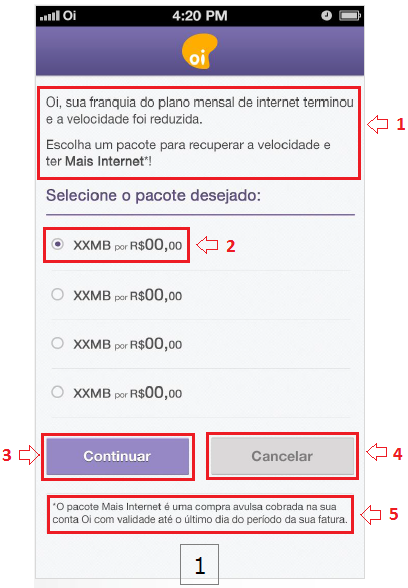 Oi 4:20 PM
oi
Oi, sua franquia do plano mensal de internet terminou
e a velocidade foi reduzida.
Escolha um pacote para recuperar a velocidade e
ter Mais Internet*!
1
Selecione o pacote desejado:
XXMB por R$00,00
2
XXMB por R$00,00
XXMB por R$00,00
XXMB por R$00,00
3
Continuar
Cancelar
4
*O pacote Mais Internet é uma compra avulsa cobrada na sua
conta Oi com validade até o último dia do período da sua fatura.
5
1